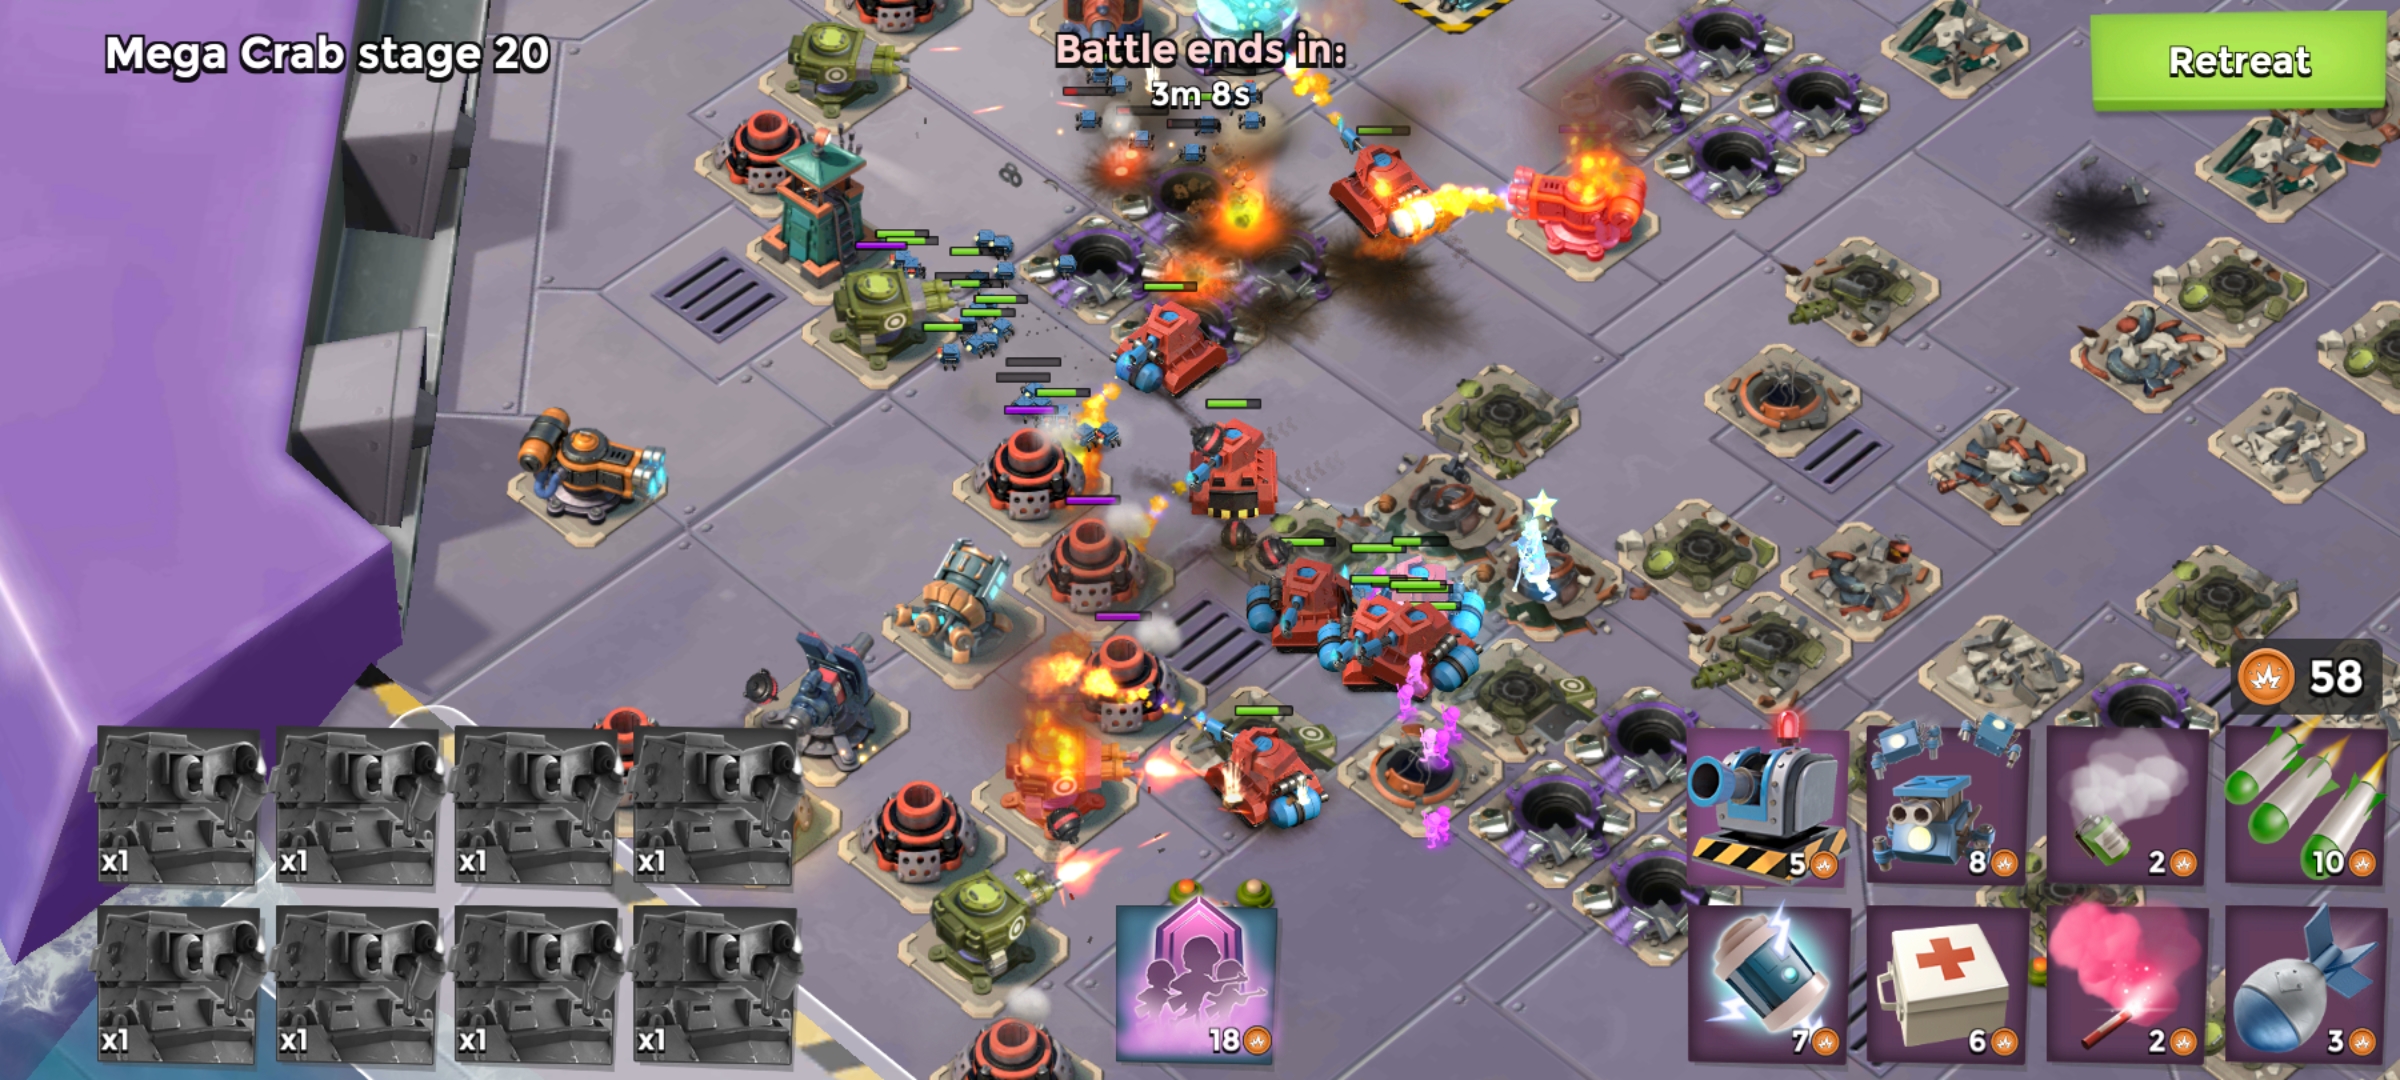 Mega Crab stage 20
Battle ends in:
3m 8s
Retreat
58
x1 x1 x1 x1
5 8 2 10
x1 x1 x1 x1
18
7 6 2 3